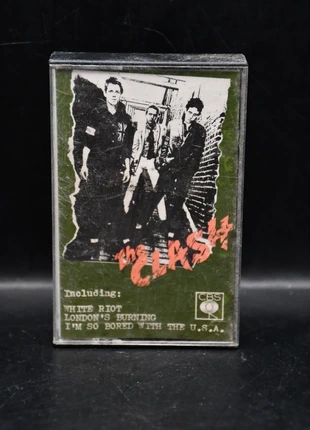 The CLASH
Including:
WHITE RIOT
LONDON'S BURNING
I'M SO BORED WITH THE U.S.A.
CBS